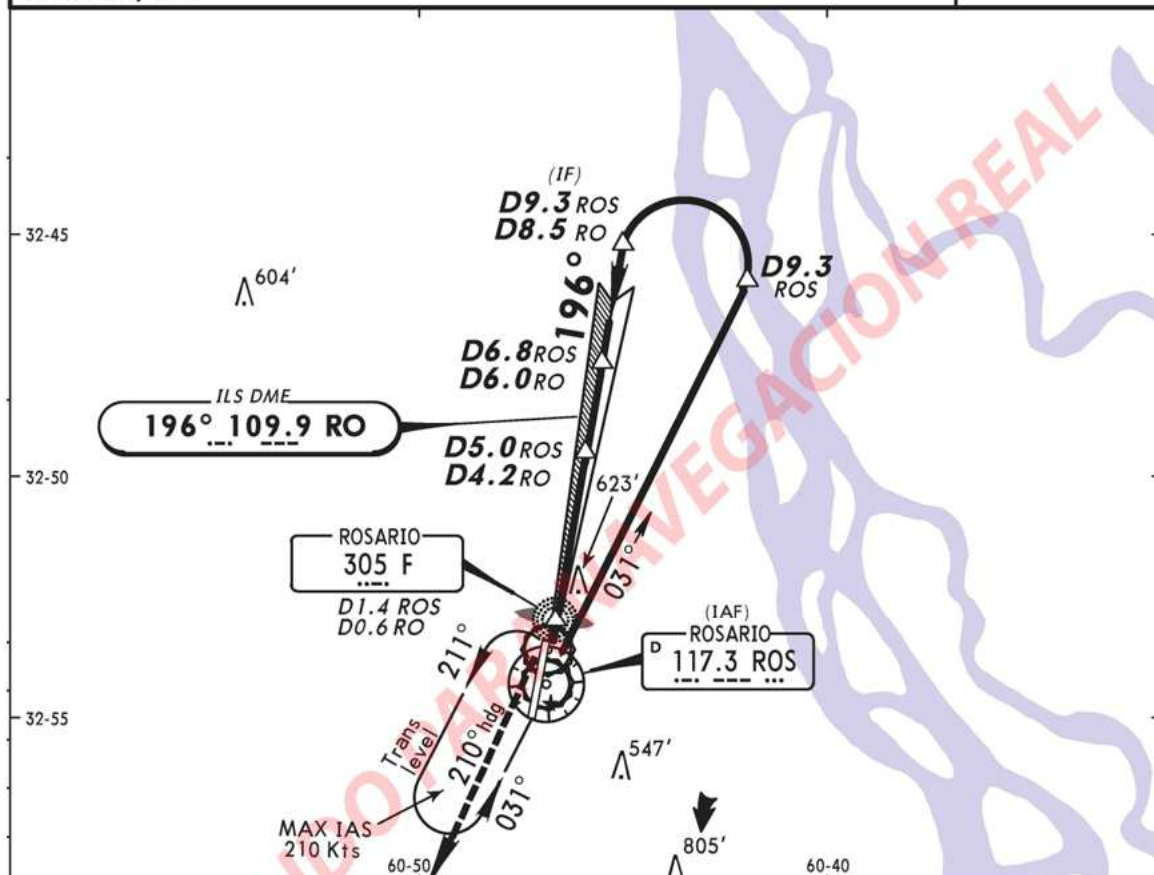 (IF)
D9.3 ROS
D8.5 RO
32-45
D9.3
ROS
604'
196°
D6.8 ROS
D6.0 RO
ILS DME
196° 109.9 RO
D5.0 ROS
D4.2 RO
32-50
623'
ROSARIO
305 F
D1.4 ROS
D0.6 RO
031°
(IAF)
ROSARIO
D 117.3 ROS
211°
32-55
Trans
level
210° hdg
031°
547'
MAX IAS
210 Kts
805'
60-50
60-40
NAVEGACION REAL